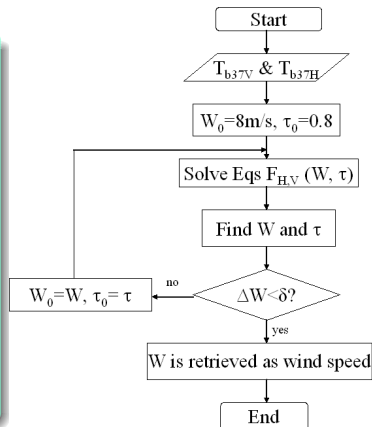 Start
T_b37V & T_b37H
W_0=8m/s, τ_0=0.8
Solve Eqs F_H,V (W, τ)
Find W and τ
ΔW<δ?
no
W_0=W, τ_0= τ
yes
W is retrieved as wind speed
End